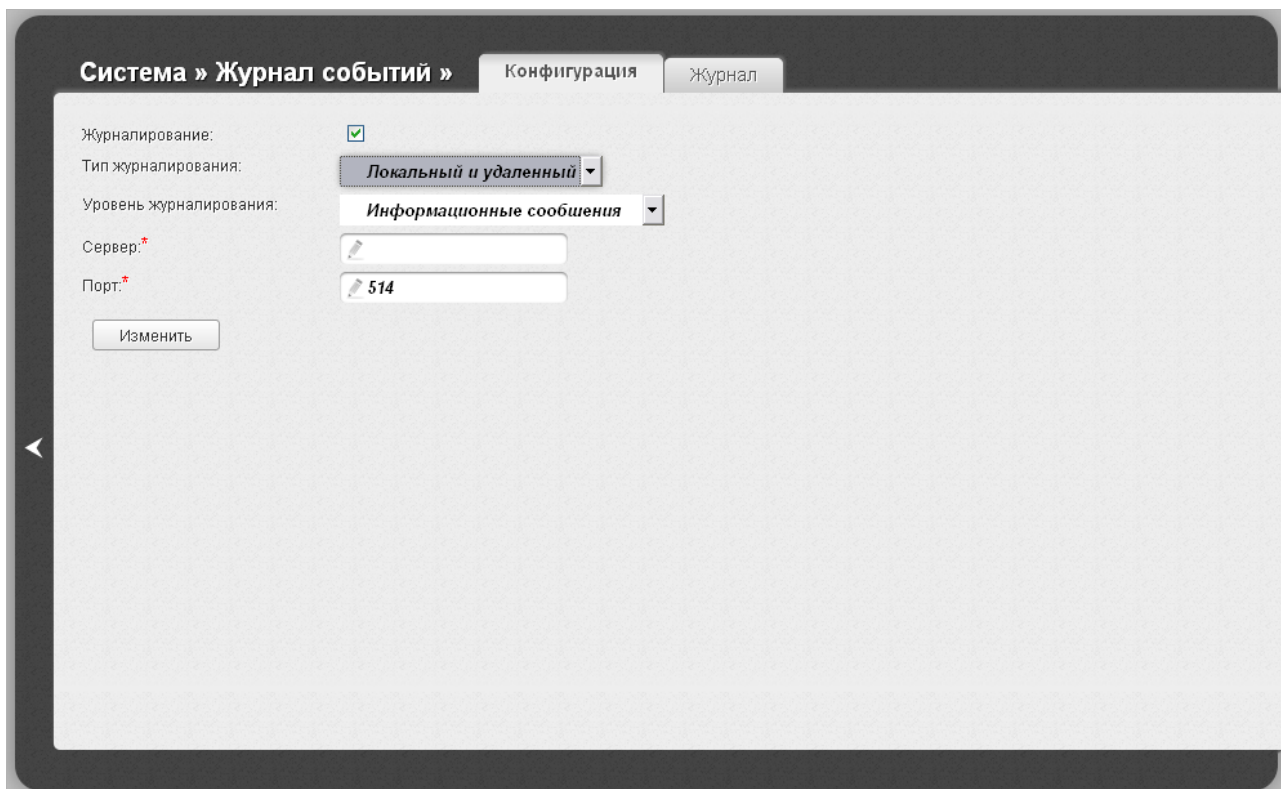 Система » Журнал событий » Конфигурация Журнал
Журналирование:
Тип журналирования: Локальный и удаленный
Уровень журналирования: Информационные сообшения
Сервер:*
Порт:* 514
Изменить